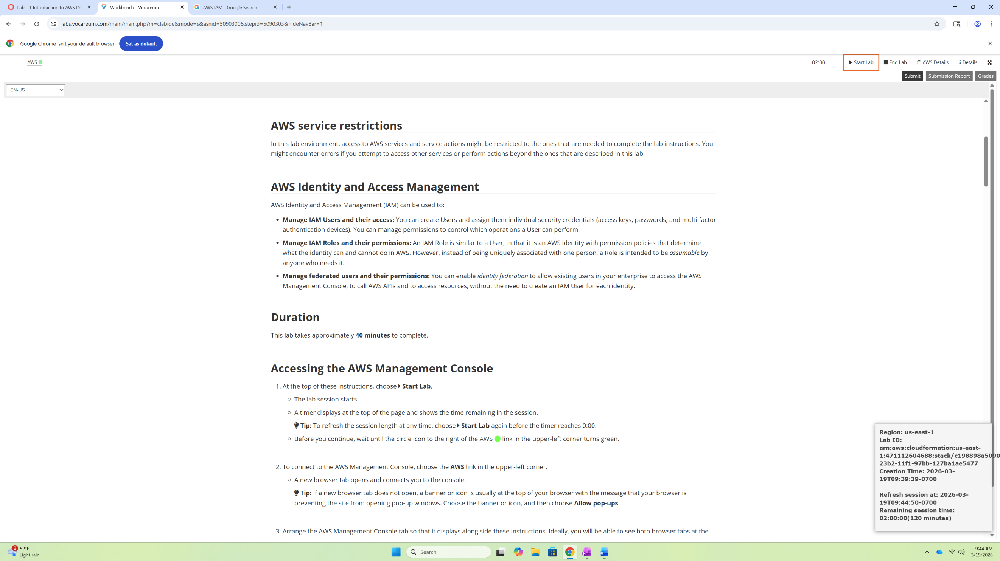 Lab - 1 Introduction to AWS IAM
Workbench - Vocareum
AWS IAM - Google Search
labs.vocareum.com/main/main.php?m=clabide&mode=s&asnid=5090300&stepid=5090303&hideNavBar=1
Google Chrome isn't your default browser
Set as default
AWS
02:00
Start Lab
End Lab
AWS Details
Details
Submit
Submission Report
Grades
EN-US
AWS service restrictions
In this lab environment, access to AWS services and service actions might be restricted to the ones that are needed to complete the lab instructions. You
might encounter errors if you attempt to access other services or perform actions beyond the ones that are described in this lab.
AWS Identity and Access Management
AWS Identity and Access Management (IAM) can be used to:
• Manage IAM Users and their access: You can create Users and assign them individual security credentials (access keys, passwords, and multi-factor
authentication devices). You can manage permissions to control which operations a User can perform.
• Manage IAM Roles and their permissions: An IAM Role is similar to a User, in that it is an AWS identity with permission policies that determine
what the identity can and cannot do in AWS. However, instead of being uniquely associated with one person, a Role is intended to be assumable by
anyone who needs it.
• Manage federated users and their permissions: You can enable identity federation to allow existing users in your enterprise to access the AWS
Management Console, to call AWS APIs and to access resources, without the need to create an IAM User for each identity.
Duration
This lab takes approximately 40 minutes to complete.
Accessing the AWS Management Console
1. At the top of these instructions, choose Start Lab.
The lab session starts.
A timer displays at the top of the page and shows the time remaining in the session.
Tip: To refresh the session length at any time, choose Start Lab again before the timer reaches 0:00.
Before you continue, wait until the circle icon to the right of the AWS link in the upper-left corner turns green.
2. To connect to the AWS Management Console, choose the AWS link in the upper-left corner.
A new browser tab opens and connects you to the console.
Tip: If a new browser tab does not open, a banner or icon is usually at the top of your browser with the message that your browser is
preventing the site from opening pop-up windows. Choose the banner or icon, and then choose Allow pop-ups.
3. Arrange the AWS Management Console tab so that it displays along side these instructions. Ideally, you will be able to see both browser tabs at the
Region: us-east-1
Lab ID:
arn:aws:cloudformation:us-east-
1:471112604688:stack/c198898a5090
23b2-11f1-97bb-127ba1ae5477
Creation Time: 2026-03-
19T09:39:39-0700
Refresh session at: 2026-03-
19T09:44:50-0700
Remaining session time:
02:00:00(120 minutes)
2
52°F
Light rain
Search
9:44 AM
3/19/2026